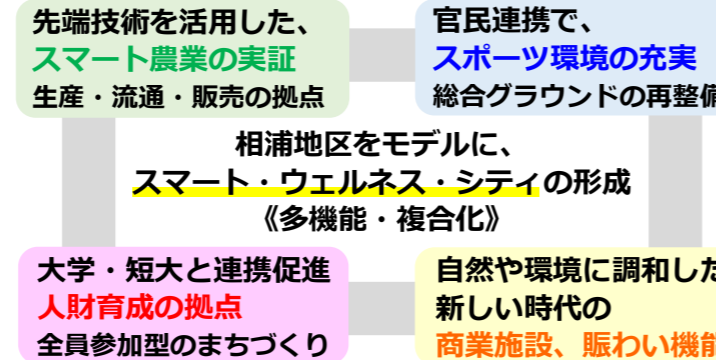 先端技術を活用した、
スマート農業の実証
生産・流通・販売の拠点
官民連携で、
スポーツ環境の充実
総合グラウンドの再整備
相浦地区をモデルに、
スマート・ウェルネス・シティの形成
《多機能・複合化》
大学・短大と連携促進
人財育成の拠点
全員参加型のまちづくり
自然や環境に調和した
新しい時代の
商業施設、賑わい機能